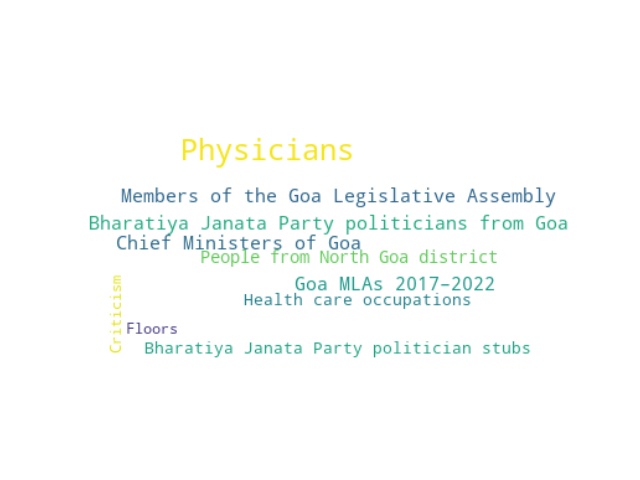 Physicians
Members of the Goa Legislative Assembly
Bharatiya Janata Party politicians from Goa
Chief Ministers of Goa
People from North Goa district
Goa MLAs 2017–2022
Health care occupations
Criticism
Floors
Bharatiya Janata Party politician stubs